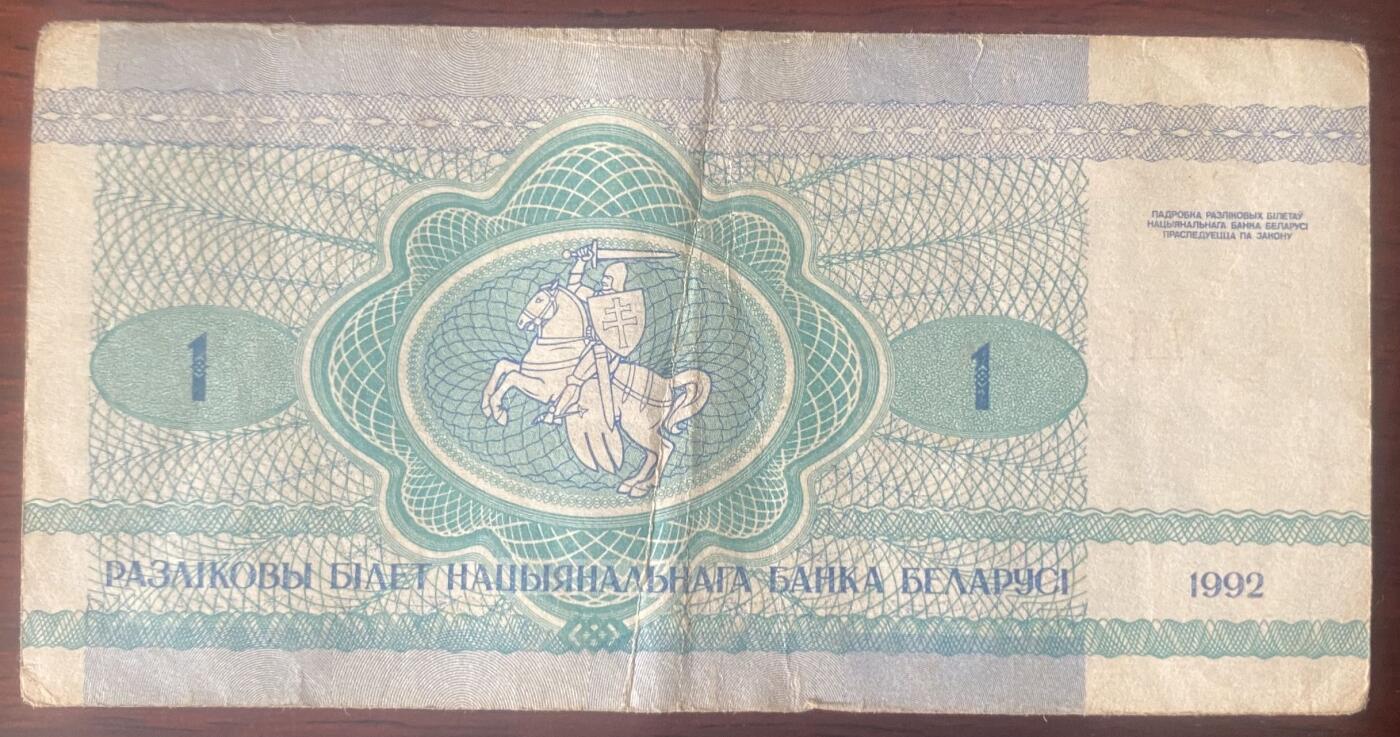 ПАДРОБКА РАЗЛІКОВЫХ БІЛЕТАЎ
НАЦЫЯНАЛЬНАГА БАНКА БЕЛАРУСІ
ПРАСЛЕДУЕЦЦА ПА ЗАКОНУ
1 1
РАЗЛІКОВЫ БІЛЕТ НАЦЫЯНАЛЬНАГА БАНКА БЕЛАРУСІ 1992